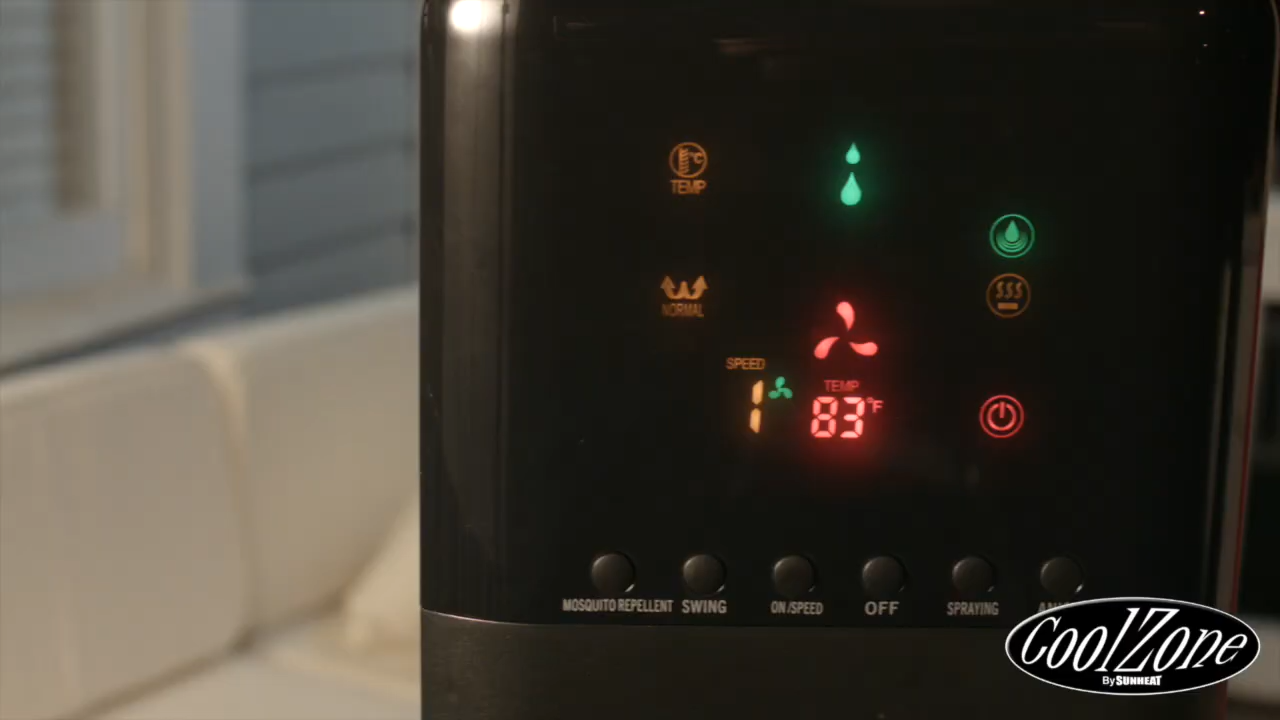 °C
TEMP
NORMAL
SPEED
1
TEMP
83°F
MOSQUITO REPELLENT
SWING
ON/SPEED
OFF
SPRAYING
CoolZone
By SUNHEAT